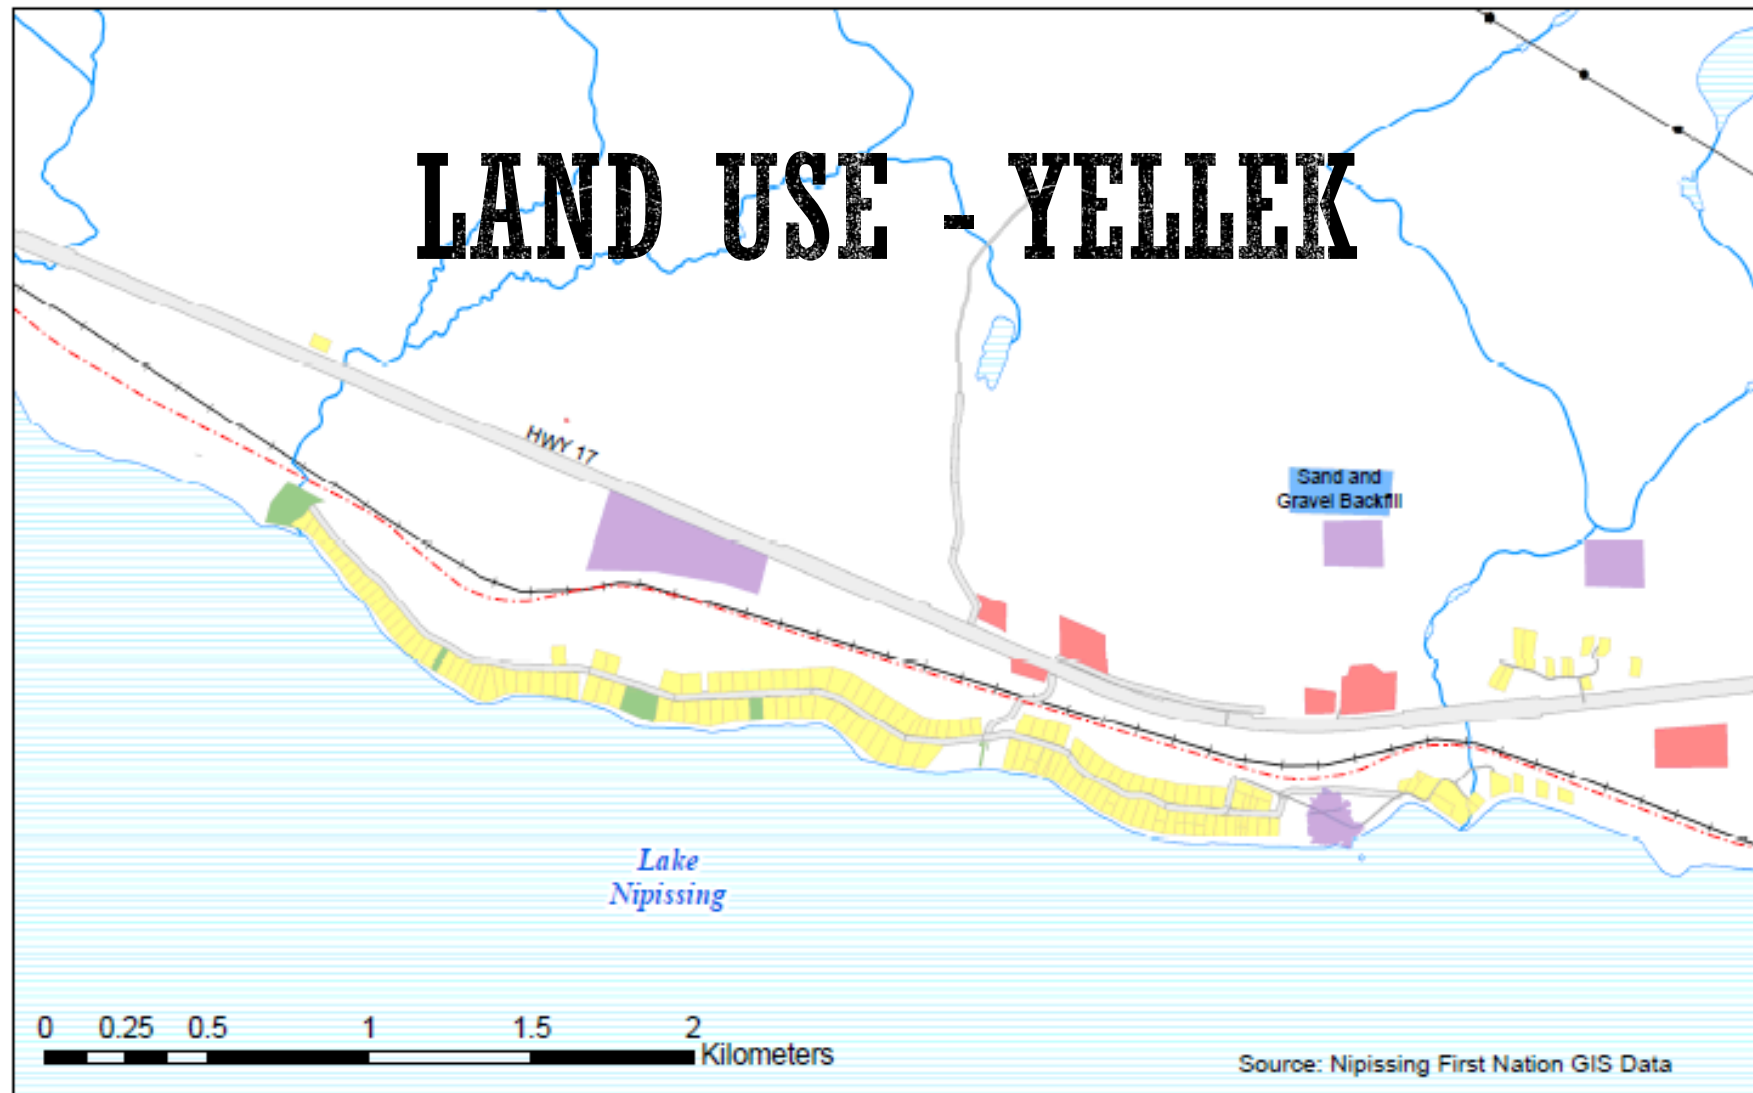 LAND USE - YELLEK
HWY 17
Sand and
Gravel Backfill
Lake
Nipissing
0 0.25 0.5 1 1.5 2
Kilometers
Source: Nipissing First Nation GIS Data